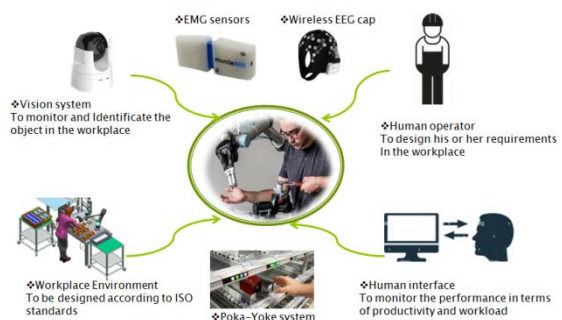 ❖EMG sensors
❖Wireless EEG cap
❖Vision system
To monitor and Identificate the
object in the workplace
❖Human operator
To design his or her requirements
In the workplace
❖Workplace Environment
To be designed according to ISO
standards
❖Poka-Yoke system
❖Human interface
To monitor the performance in terms
of productivity and workload